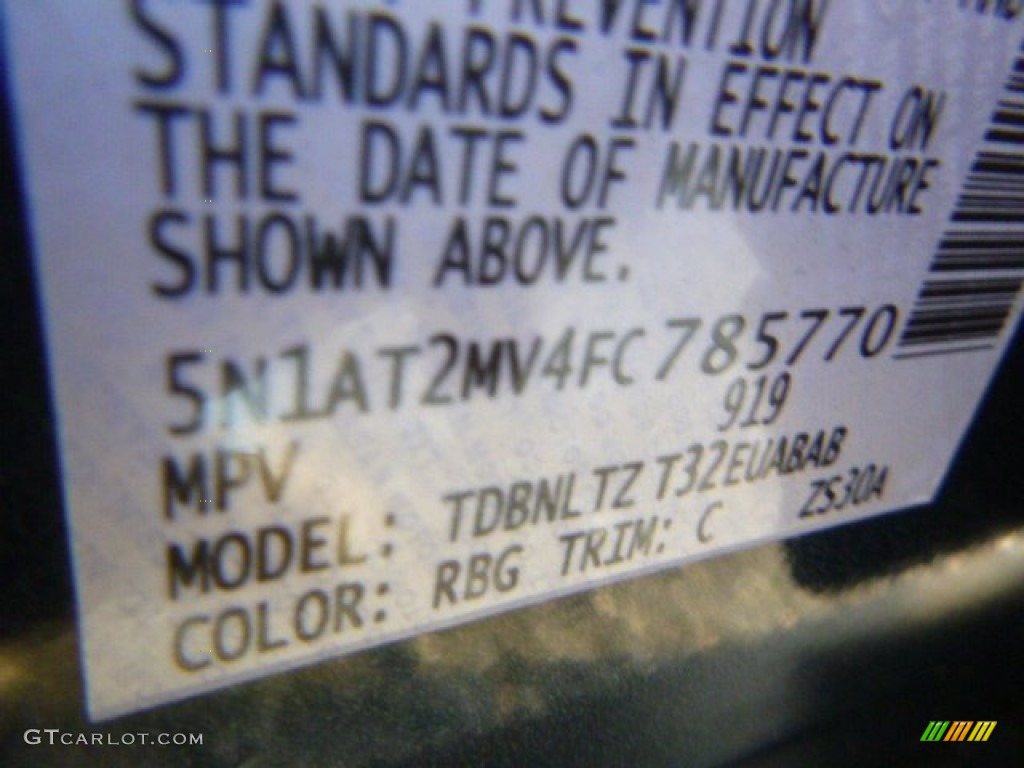 PREVENTION
STANDARDS IN EFFECT ON
THE DATE OF MANUFACTURE
SHOWN ABOVE.
5N1AT2MV4FC785770
919
MPV
MODEL: TDBNLTZ T32EUABAB
ZS30A
COLOR: RBG TRIM: C
GTCARLOT.COM